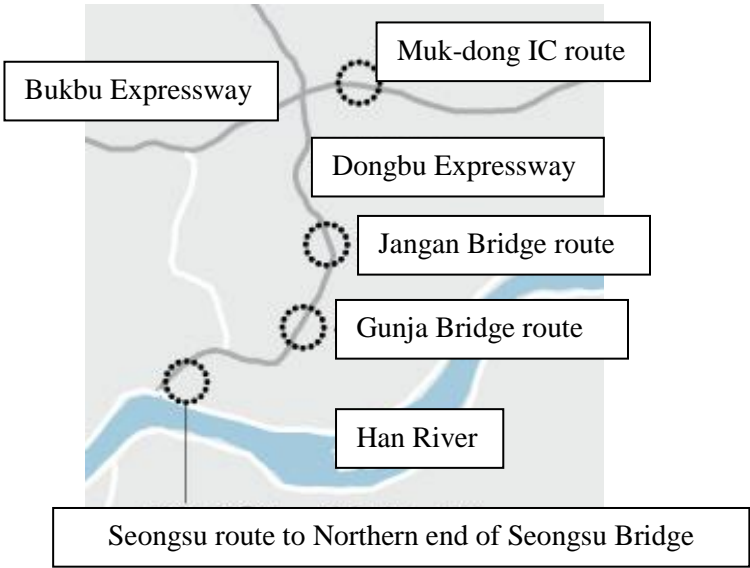 Muk-dong IC route
Bukbu Expressway
Dongbu Expressway
Jangan Bridge route
Gunja Bridge route
Han River
Seongsu route to Northern end of Seongsu Bridge